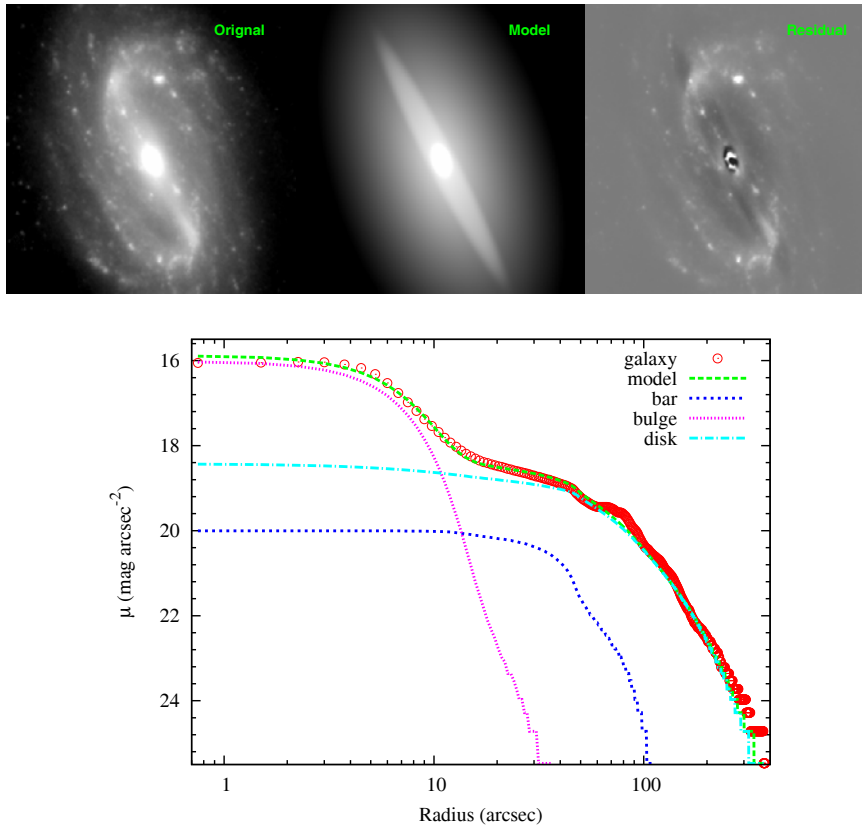 Orignal
Model
Residual
galaxy
model
bar
bulge
disk
16
18
20
22
24
μ (mag arcsec⁻²)
1
10
100
Radius (arcsec)